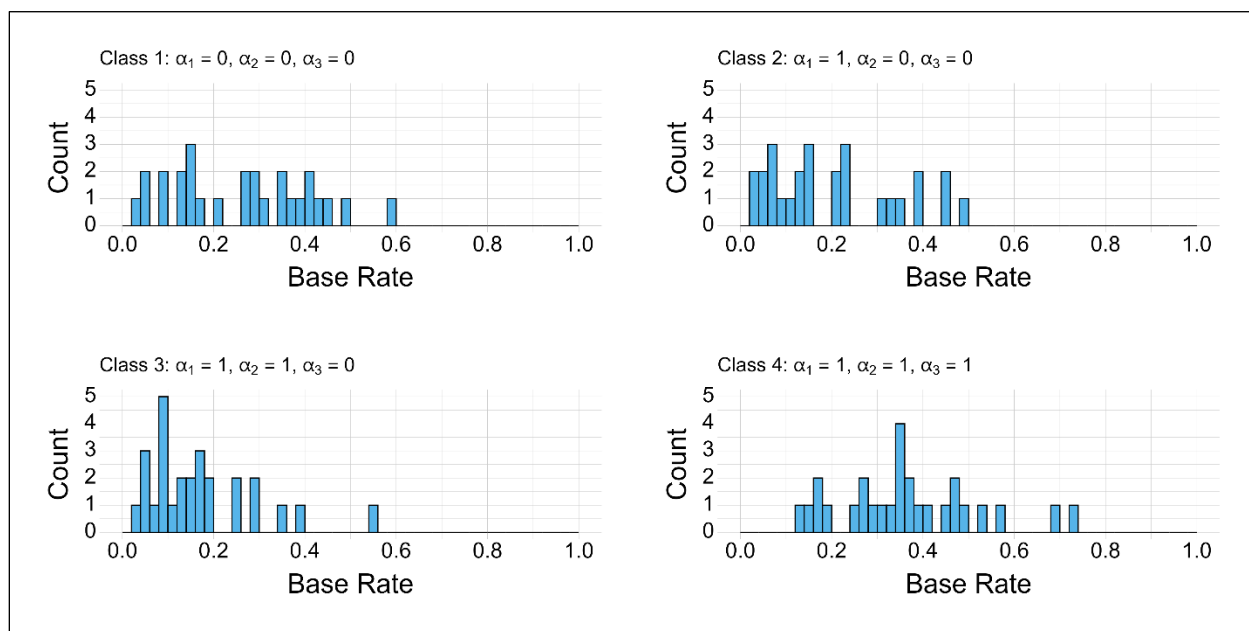 Class 1: α₁ = 0, α₂ = 0, α₃ = 0
5
4
3
2
1
0
Count
0.0 0.2 0.4 0.6 0.8 1.0
Base Rate
Class 2: α₁ = 1, α₂ = 0, α₃ = 0
5
4
3
2
1
0
Count
0.0 0.2 0.4 0.6 0.8 1.0
Base Rate
Class 3: α₁ = 1, α₂ = 1, α₃ = 0
5
4
3
2
1
0
Count
0.0 0.2 0.4 0.6 0.8 1.0
Base Rate
Class 4: α₁ = 1, α₂ = 1, α₃ = 1
5
4
3
2
1
0
Count
0.0 0.2 0.4 0.6 0.8 1.0
Base Rate